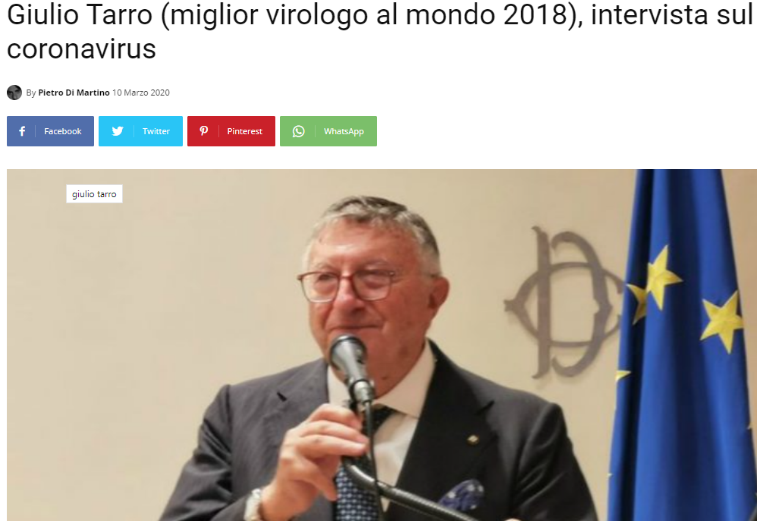 Giulio Tarro (miglior virologo al mondo 2018), intervista sul
coronavirus
By Pietro Di Martino 10 Marzo 2020
Facebook
Twitter
Pinterest
WhatsApp
giulio tarro